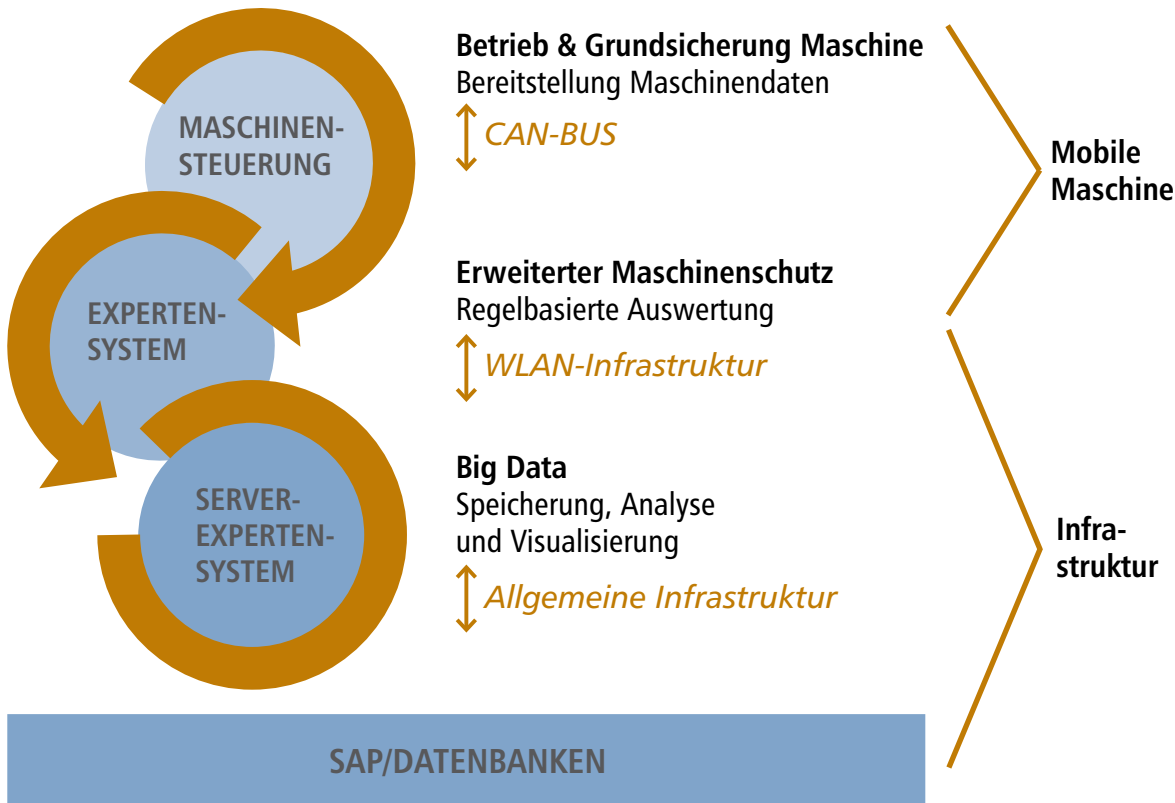 MASCHINEN-
STEUERUNG
Betrieb & Grundsicherung Maschine
Bereitstellung Maschinendaten
CAN-BUS
Mobile
Maschine
EXPERTEN-
SYSTEM
Erweiterter Maschinenschutz
Regelbasierte Auswertung
WLAN-Infrastruktur
SERVER-
EXPERTEN-
SYSTEM
Big Data
Speicherung, Analyse
und Visualisierung
Allgemeine Infrastruktur
Infra-
struktur
SAP/DATENBANKEN